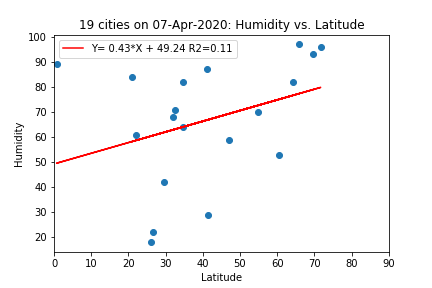 19 cities on 07-Apr-2020: Humidity vs. Latitude
Y= 0.43*X + 49.24 R2=0.11
Humidity
100
90
80
70
60
50
40
30
20
0 10 20 30 40 50 60 70 80 90
Latitude